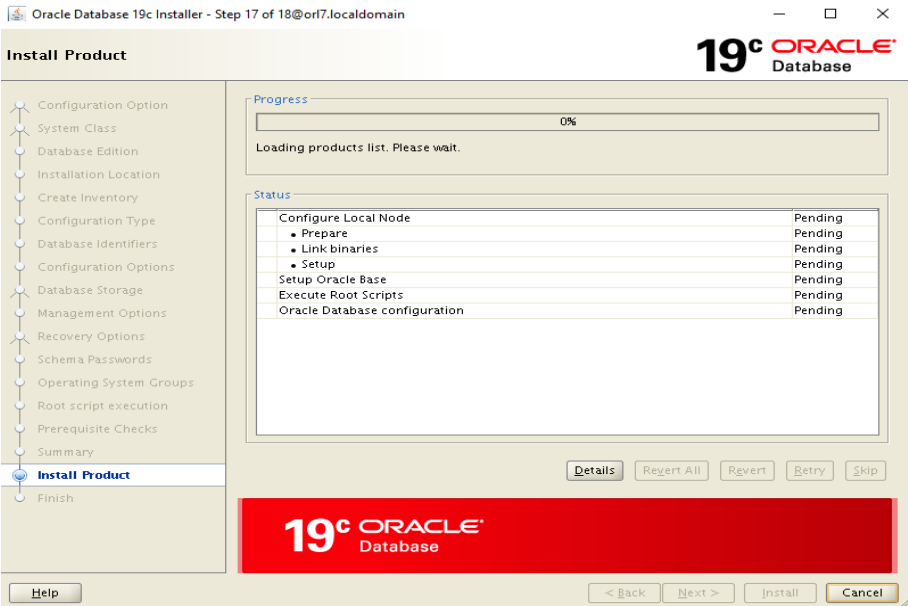 Oracle Database 19c Installer - Step 17 of 18@orl7.localdomain
Install Product
19c ORACLE
Database
Configuration Option
System Class
Database Edition
Installation Location
Create Inventory
Configuration Type
Database Identifiers
Configuration Options
Database Storage
Management Options
Recovery Options
Schema Passwords
Operating System Groups
Root script execution
Prerequisite Checks
Summary
Install Product
Finish
Progress
0%
Loading products list. Please wait.
Status
Configure Local Node Pending
• Prepare Pending
• Link binaries Pending
• Setup Pending
Setup Oracle Base Pending
Execute Root Scripts Pending
Oracle Database configuration Pending
Details Revert All Revert Retry Skip
19c ORACLE
Database
Help < Back Next > Install Cancel